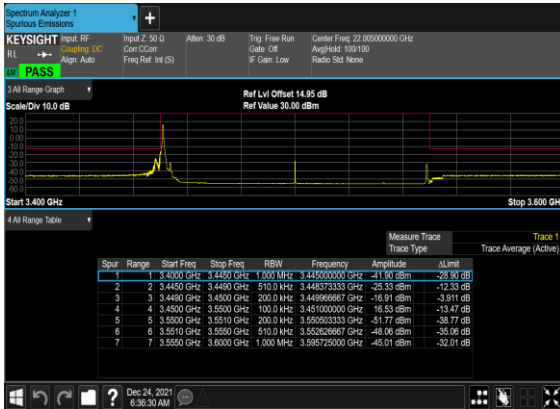 Spectrum Analyzer 1
Spurious Emissions
+
KEYSIGHT Input: RF Input Z: 50 Ω Atten: 30 dB Trig: Free Run Center Freq: 22.005000000 GHz
RL Coupling: DC Corr CCorr Gate: Off Avg|Hold: 100/100
Align: Auto Freq Ref: Int (S) IF Gain: Low Radio Std: None
PASS
3 All Range Graph
Ref Lvl Offset 14.95 dB
Scale/Div 10.0 dB Ref Value 30.00 dBm
20.0
10.0
0.00
-10.0
-20.0
-30.0
-40.0
-50.0
-60.0
Start 3.400 GHz Stop 3.600 GH
4 All Range Table
Measure Trace Trace 1
Trace Type Trace Average (Active)
Spur Range Start Freq Stop Freq RBW Frequency Amplitude ΔLimit
1 1 3.4000 GHz 3.4450 GHz 1.000 MHz 3.445000000 GHz -41.90 dBm -28.90 dB
2 2 3.4450 GHz 3.4490 GHz 510.0 kHz 3.448373333 GHz -25.33 dBm -12.33 dB
3 3 3.4490 GHz 3.4500 GHz 200.0 kHz 3.449966667 GHz -16.91 dBm -3.911 dB
4 4 3.4500 GHz 3.5500 GHz 100.0 kHz 3.451000000 GHz 16.53 dBm -13.47 dB
5 5 3.5500 GHz 3.5510 GHz 200.0 kHz 3.550503333 GHz -51.77 dBm -38.77 dB
6 6 3.5510 GHz 3.5550 GHz 510.0 kHz 3.552626667 GHz -48.06 dBm -35.06 dB
7 7 3.5550 GHz 3.6000 GHz 1.000 MHz 3.595725000 GHz -45.01 dBm -32.01 dB
? Dec 24, 2021
6:36:30 AM